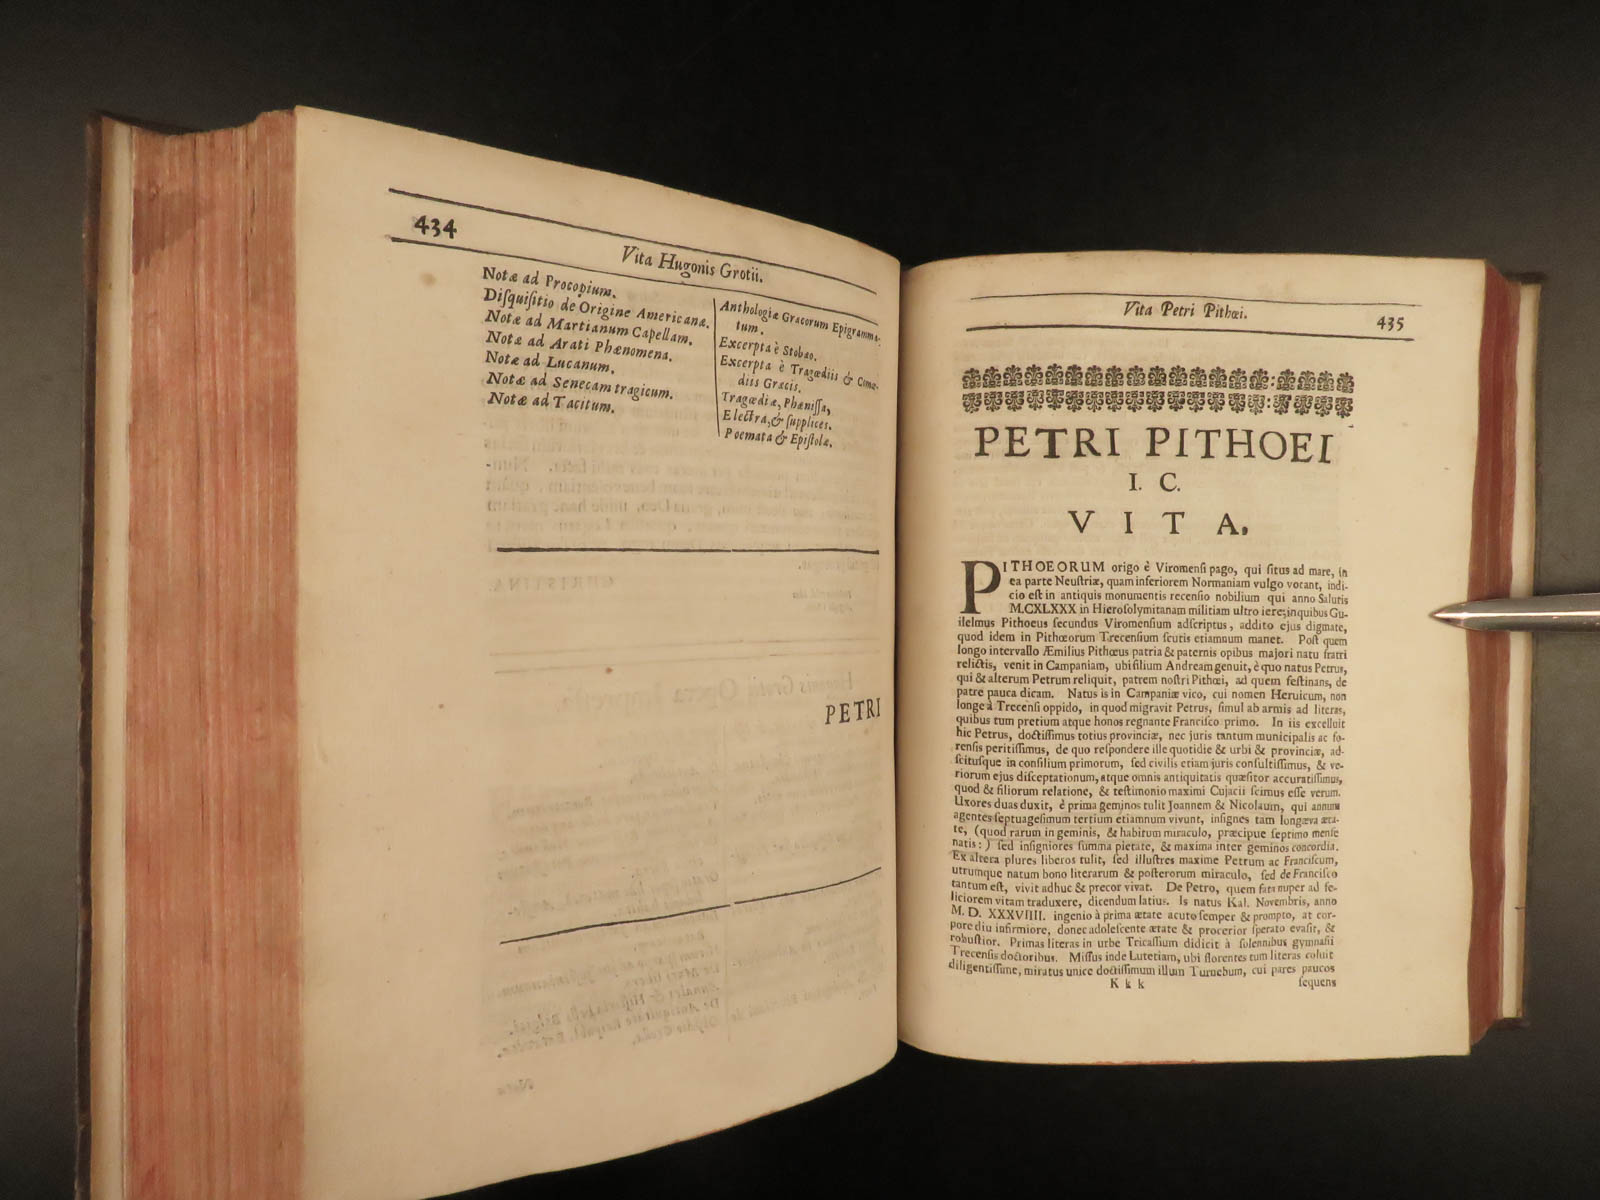 434
Vita Hugonis Grotii.
Notæ ad Procopium.
Diſquiſitio de Origine Americanæ.
Notæ ad Martianum Capellam.
Notæ ad Arati Phænomena.
Notæ ad Lucanum.
Notæ ad Senecam tragicum.
Notæ ad Tacitum.
Anthologiæ Græcorum Epigramma-
tum.
Excerpta è Stobæo.
Excerpta è Tragœdiis & Comœ-
diis Græcis.
Tragœdiæ, Phæniſſa,
Electra, & ſupplices.
Poemata & Epiſtolæ.
PETRI
Vita Petri Pithœi.
435
PETRI PITHOEI
I. C.
VITA.
PITHOEORUM origo è Viromenſi pago, qui ſitus ad mare, in
ea parte Neuſtriæ, quam inferiorem Normaniam vulgo vocant, indi-
cio eſt in antiquis monumentis recenſio nobilium qui anno Salutis
M.CXLXXX in Hieroſolymitanam militiam ultro iere; inquibus Gu-
ilelmus Pithoeus ſecundus Viromenſium adſcriptus, addito ejus digmate,
quod idem in Pithœorum Trecenſium ſcutis etiamnum manet. Poſt quem
longo intervallo Æmilius Pithœus patria & paternis opibus majori natu fratri
relictis, venit in Campaniam, ubi filium Andream genuit, è quo natus Petrus,
qui & alterum Petrum reliquit, patrem noſtri Pithœi, ad quem feſtinans, de
patre pauca dicam. Natus is in Campaniæ vico, cui nomen Heruicum, non
longe à Trecenſi oppido, in quod migravit Petrus, ſimul ab armis ad literas,
quibus tum pretium atque honos regnante Franciſco primo. In iis excelluit
hic Petrus, doctiſſimus totius provinciæ, nec juris tantum municipalis ac fo-
renſis peritiſſimus, de quo reſpondere ille quotidie & urbi & provinciæ, ad-
ſcituſque in conſilium primorum, ſed civilis etiam juris conſultiſſimus, & ve-
riorum ejus diſceptationum, atque omnis antiquitatis quæſitor accuratiſſimus,
quod & filiorum relatione, & teſtimonio maximi Cujacii ſcimus eſſe verum.
Uxores duas duxit, è prima geminos tulit Joannem & Nicolaum, qui annum
agentes ſeptuageſimum tertium etiamnum vivunt, inſignes tam longæva æta-
te, (quod rarum in geminis, & habitum miraculo, præcipue ſeptimo menſe
natis: ) ſed inſigniores ſumma pietate, & maxima inter geminos concordia.
Ex altera plures liberos tulit, ſed illuſtres maxime Petrum ac Franciſcum,
utrumque natum bono literarum & poſterorum miraculo, ſed de Franciſco
tantum eſt, vivit adhuc & precor vivat. De Petro, quem fata nuper ad fe-
liciorem vitam traduxere, dicendum latius. Is natus Kal. Novembris, anno
M. D. XXXVIIII. ingenio à prima ætate acuto ſemper & prompto, at cor-
pore diu infirmiore, donec adoleſcente ætate & procerior ſperato evaſit, &
robuſtior. Primas literas in urbe Tricaſſium didicit à ſolennibus gymnaſii
Trecenſis doctoribus. Miſſus inde Lutetiam, ubi florentes tum literas coluit
diligentiſſime, miratus unice doctiſſimum illum Turnebum, cui pares paucos
K k k
ſequens